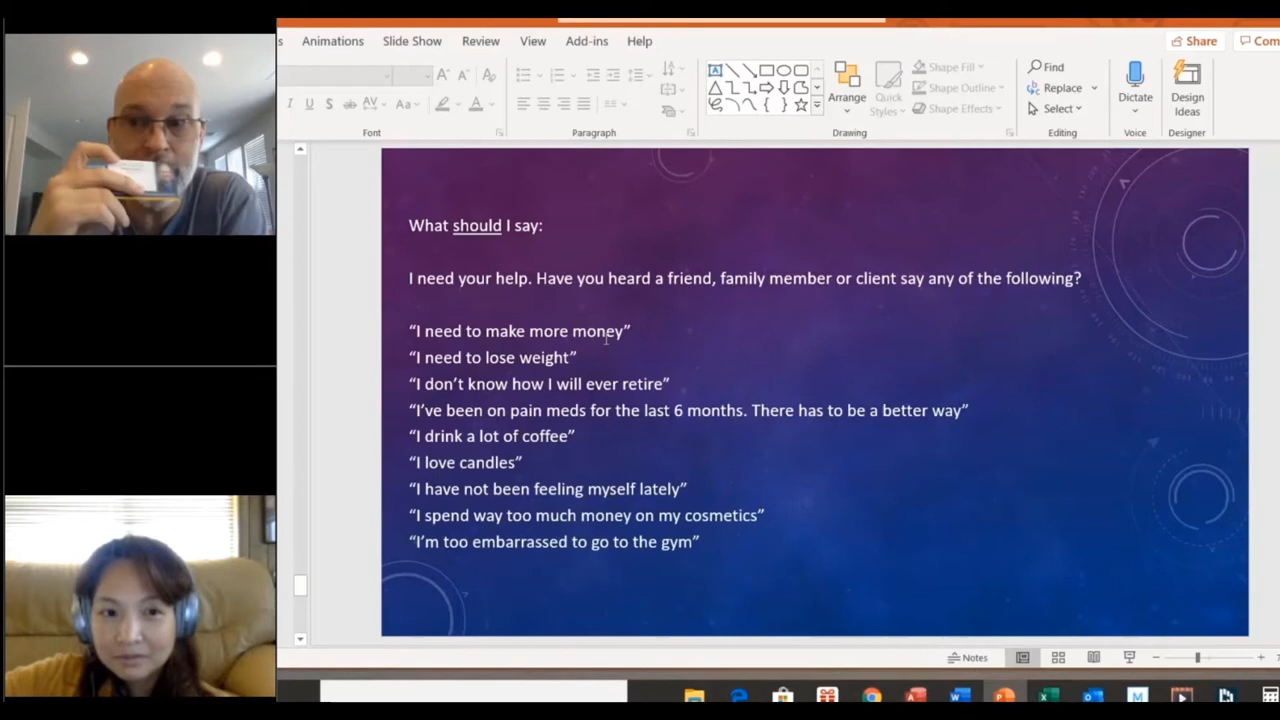 s Animations Slide Show Review View Add-ins Help Share Com
Find
Shape Fill
Replace
Shape Outline
Arrange Quick Styles Dictate Design Ideas
Select
Shape Effects
Font Paragraph Drawing Editing Voice Designer
What should I say:
I need your help. Have you heard a friend, family member or client say any of the following?
“I need to make more money”
“I need to lose weight”
“I don’t know how I will ever retire”
“I’ve been on pain meds for the last 6 months. There has to be a better way”
“I drink a lot of coffee”
“I love candles”
“I have not been feeling myself lately”
“I spend way too much money on my cosmetics”
“I’m too embarrassed to go to the gym”
Notes